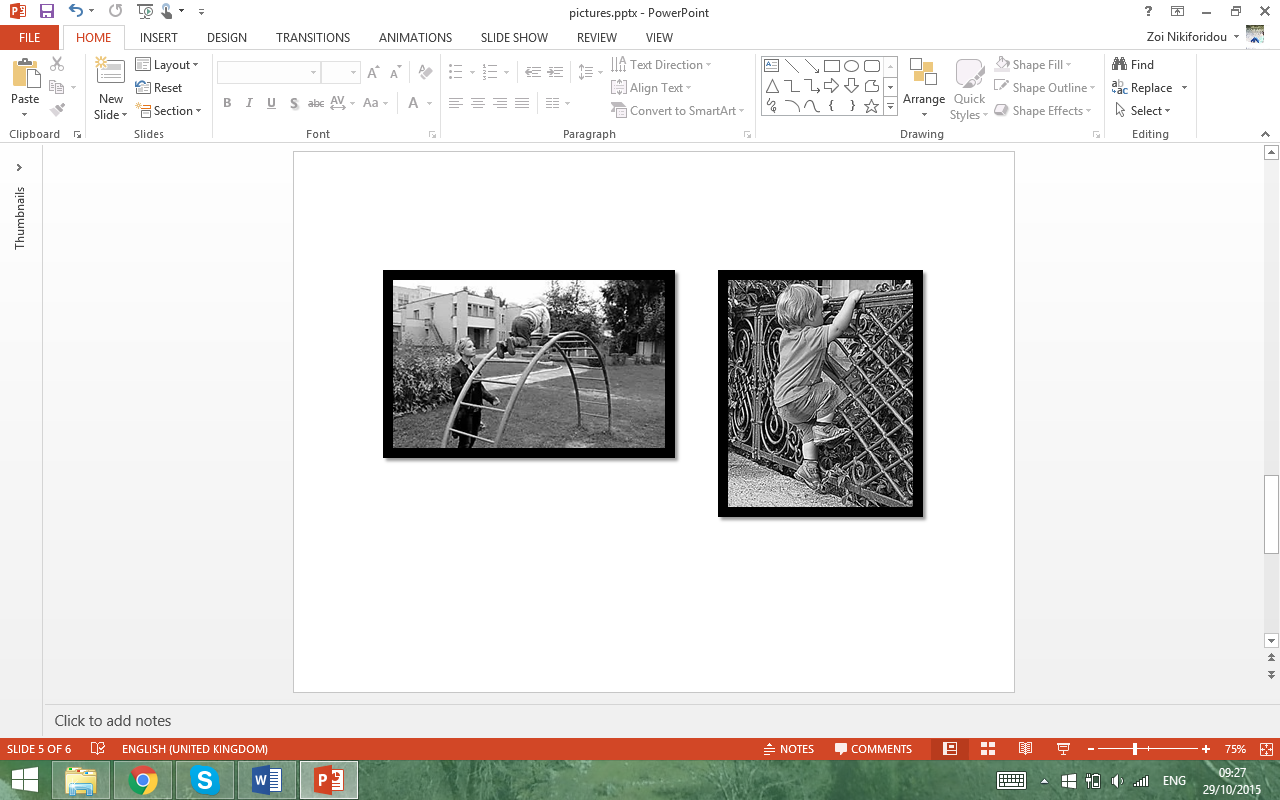 pictures.pptx - PowerPoint
FILE HOME INSERT DESIGN TRANSITIONS ANIMATIONS SLIDE SHOW REVIEW VIEW
Zoi Nikiforidou
Paste
New Slide
Layout
Reset
Section
Text Direction
Align Text
Convert to SmartArt
Arrange
Quick Styles
Shape Fill
Shape Outline
Shape Effects
Find
Replace
Select
B I U S abc AV Aa A
Clipboard Slides Font Paragraph Drawing Editing
Thumbnails
Click to add notes
SLIDE 5 OF 6 ENGLISH (UNITED KINGDOM) NOTES COMMENTS 75%
ENG
09:27
29/10/2015